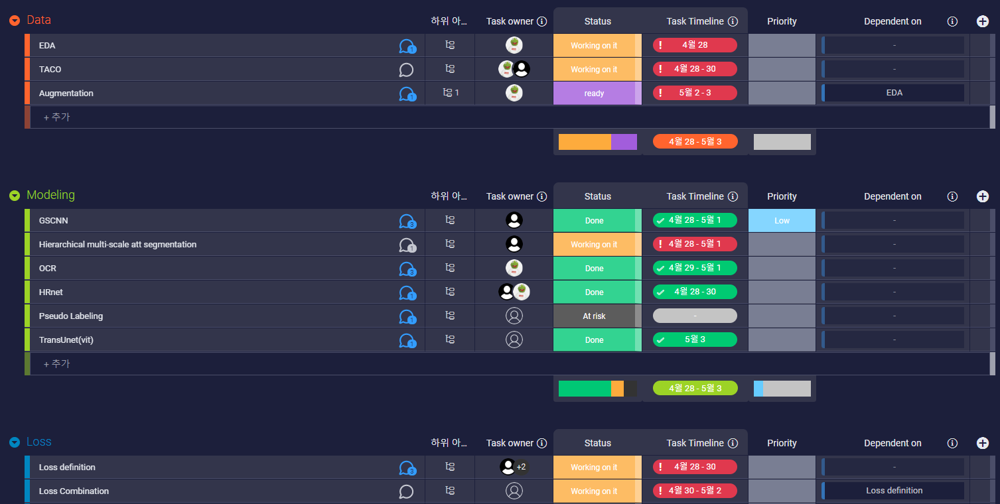 Data 하위 아... Task owner Status Task Timeline Priority Dependent on
EDA 1 Working on it ! 4월 28 -
TACO Working on it ! 4월 28 - 30 -
Augmentation 1 1 ready ! 5월 2 - 3 EDA
+ 추가
4월 28 - 5월 3
Modeling 하위 아... Task owner Status Task Timeline Priority Dependent on
GSCNN 3 Done 4월 28 - 5월 1 Low -
Hierarchical multi-scale att segmentation 1 Working on it ! 4월 28 - 5월 1 -
OCR 3 Done 4월 29 - 5월 1 -
HRnet 1 Done 4월 28 - 30 -
Pseudo Labeling 1 At risk - -
TransUnet(vit) 1 Done 5월 3 -
+ 추가
4월 28 - 5월 3
Loss 하위 아... Task owner Status Task Timeline Priority Dependent on
Loss definition 3 +2 Working on it ! 4월 28 - 30 -
Loss Combination Working on it ! 4월 30 - 5월 2 Loss definition